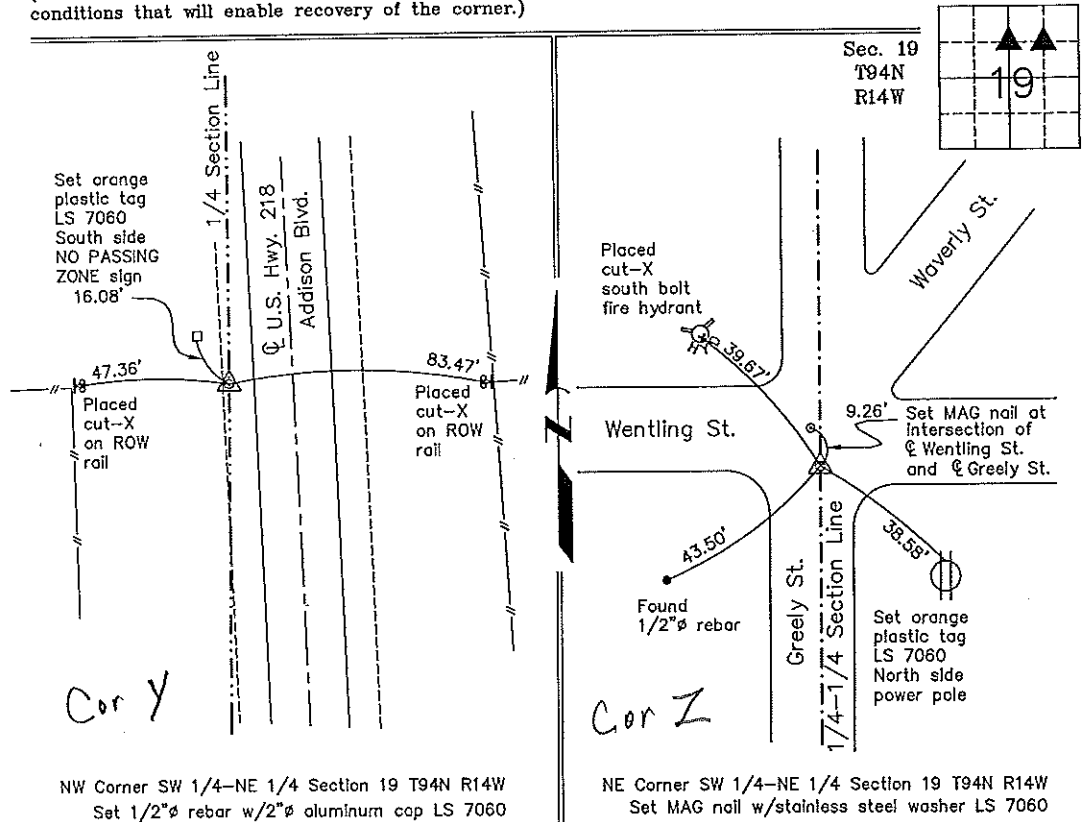 conditions that will enable recovery of the corner.)
Sec. 19
T94N
R14W
19
1/4 Section Line
Set orange
plastic tag
LS 7060
South side
NO PASSING
ZONE sign
16.08'
℄ U.S. Hwy. 218
Addison Blvd.
47.36'
83.47'
Placed
cut-X
on ROW
rail
Placed
cut-X
on ROW
rail
Cor Y
NW Corner SW 1/4-NE 1/4 Section 19 T94N R14W
Set 1/2"ø rebar w/2"ø aluminum cap LS 7060
N
Placed
cut-X
south bolt
fire hydrant
39.67'
Waverly St.
Wentling St.
9.26'
Set MAG nail at
intersection of
℄ Wentling St.
and ℄ Greely St.
43.50'
38.58'
Found
1/2"ø rebar
Greely St.
1/4-1/4 Section Line
Set orange
plastic tag
LS 7060
North side
power pole
Cor Z
NE Corner SW 1/4-NE 1/4 Section 19 T94N R14W
Set MAG nail w/stainless steel washer LS 7060